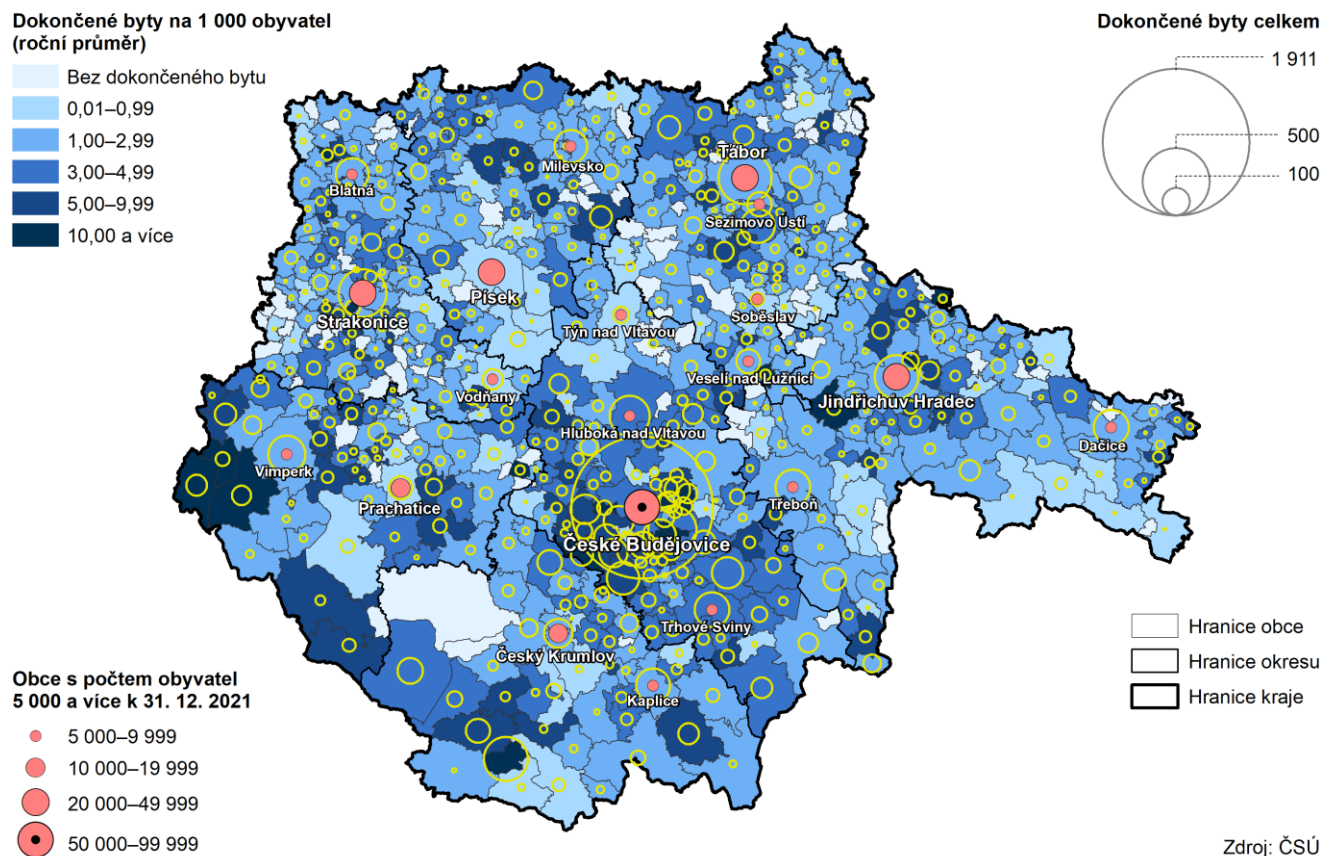 Dokončené byty na 1 000 obyvatel
(roční průměr)
Bez dokončeného bytu
0,01–0,99
1,00–2,99
3,00–4,99
5,00–9,99
10,00 a více
Dokončené byty celkem
1 911
500
100
Milevsko
Tábor
Blatná
Sezimovo Ústí
Písek
Strakonice
Soběslav
Týn nad Vltavou
Veselí nad Lužnicí
Vodňany
Jindřichův Hradec
Hluboká nad Vltavou
Dačice
Vimperk
Třeboň
Prachatice
České Budějovice
Trhové Sviny
Český Krumlov
Kaplice
Obce s počtem obyvatel
5 000 a více k 31. 12. 2021
5 000–9 999
10 000–19 999
20 000–49 999
50 000–99 999
Hranice obce
Hranice okresu
Hranice kraje
Zdroj: ČSÚ